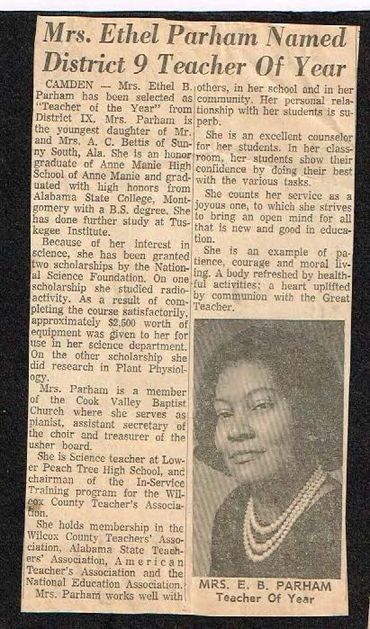 Mrs. Ethel Parham Named
District 9 Teacher Of Year
CAMDEN — Mrs. Ethel B.
Parham has been selected as
"Teacher of the Year" from
District IX. Mrs. Parham is
the youngest daughter of Mr.
and Mrs. A. C. Bettis of Sun-
ny South, Ala. She is an honor
graduate of Anne Manie High
School of Anne Manie and grad-
uated with high honors from
Alabama State College, Mont-
gomery with a B.S. degree. She
has done further study at Tus-
kegee Institute.
Because of her interest in
science, she has been granted
two scholarships by the Nation-
al Science Foundation. On one
scholarship she studied radio-
activity. As a result of com-
pleting the course satisfactorily,
approximately $2,500 worth of
equipment was given to her for
use in her science department.
On the other scholarship she
did research in Plant Physiol-
ogy.
Mrs. Parham is a member
of the Cook Valley Baptist
Church where she serves as
pianist, assistant secretary of
the choir and treasurer of the
usher board.
She is Science teacher at Low-
er Peach Tree High School, and
chairman of the In-Service
Training program for the Wil-
cox County Teacher's Associa-
tion.
She holds membership in the
Wilcox County Teachers' Asso-
ciation, Alabama State Teach-
ers' Association, American
Teacher's Association and the
National Education Association.
Mrs. Parham works well with
others, in her school and in her
community. Her personal rela-
tionship with her students is su-
perb.
She is an excellent counselor
for her students. In her class-
room, her students show their
confidence by doing their best
with the various tasks.
She counts her service as a
joyous one, to which she strives
to bring an open mind for all
that is new and good in educa-
tion.
She is an example of pa-
tience, courage and moral liv-
ing. A body refreshed by health-
ful activities; a heart uplifted
by communion with the Great
Teacher.
MRS. E. B. PARHAM
Teacher Of Year